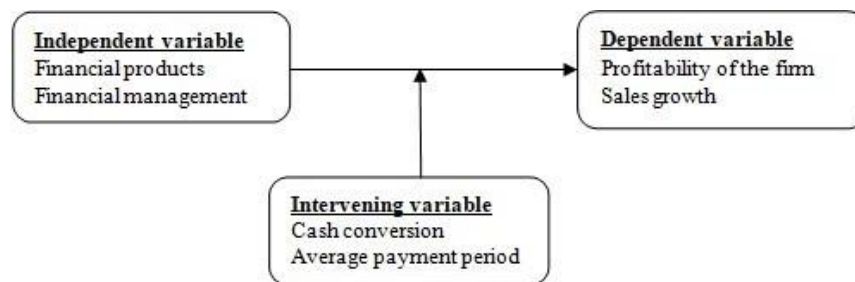 Independent variable
Financial products
Financial management
Dependent variable
Profitability of the firm
Sales growth
Intervening variable
Cash conversion
Average payment period